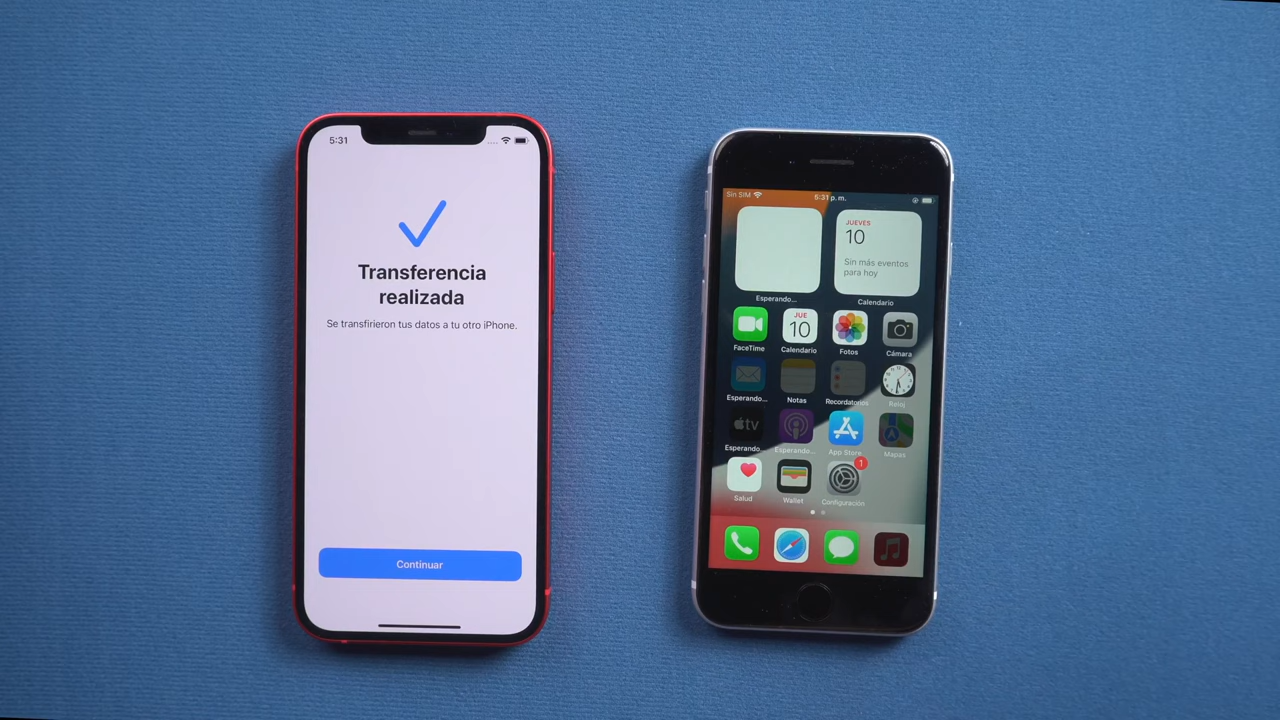 5:31
Transferencia
realizada
Se transfirieron tus datos a tu otro iPhone.
Continuar
Sin SIM
5:31 p. m.
JUEVES
10
Sin más eventos
para hoy
Esperando...
Calendario
JUE
10
FaceTime
Calendario
Fotos
Cámara
Esperando...
Notas
Recordatorios
Reloj
tv
Esperando...
Esperando...
App Store
Mapas
1
Salud
Wallet
Configuración